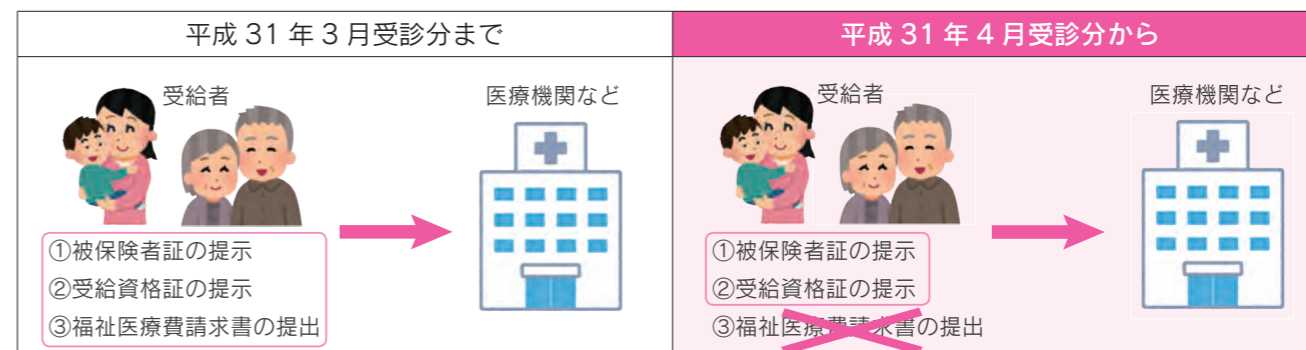 平成 31 年 3 月受診分まで
平成 31 年 4 月受診分から
受給者
医療機関など
①被保険者証の提示
②受給資格証の提示
③福祉医療費請求書の提出
受給者
医療機関など
①被保険者証の提示
②受給資格証の提示
③福祉医療費請求書の提出